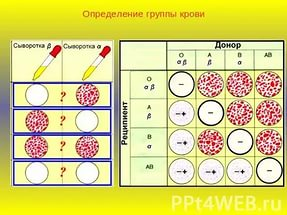 Определение группы крови
Сыворотка β Сыворотка α
?
?
?
?
Донор
O A B AB
α β β α
Реципиент
O
α β
A
β
B
α
AB
−
−+ −
−+ −
−+ −+ −+ −
PPt4WEB.ru